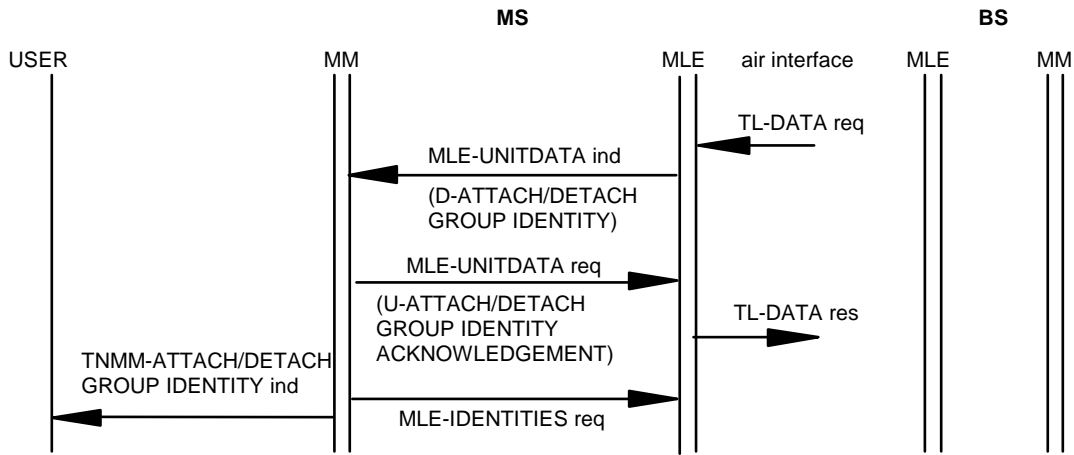 MS
BS
USER
MM
MLE
air interface
MLE
MM
TL-DATA req
MLE-UNITDATA ind
(D-ATTACH/DETACH
GROUP IDENTITY)
MLE-UNITDATA req
(U-ATTACH/DETACH
GROUP IDENTITY
ACKNOWLEDGEMENT)
TL-DATA res
TNMM-ATTACH/DETACH
GROUP IDENTITY ind
MLE-IDENTITIES req